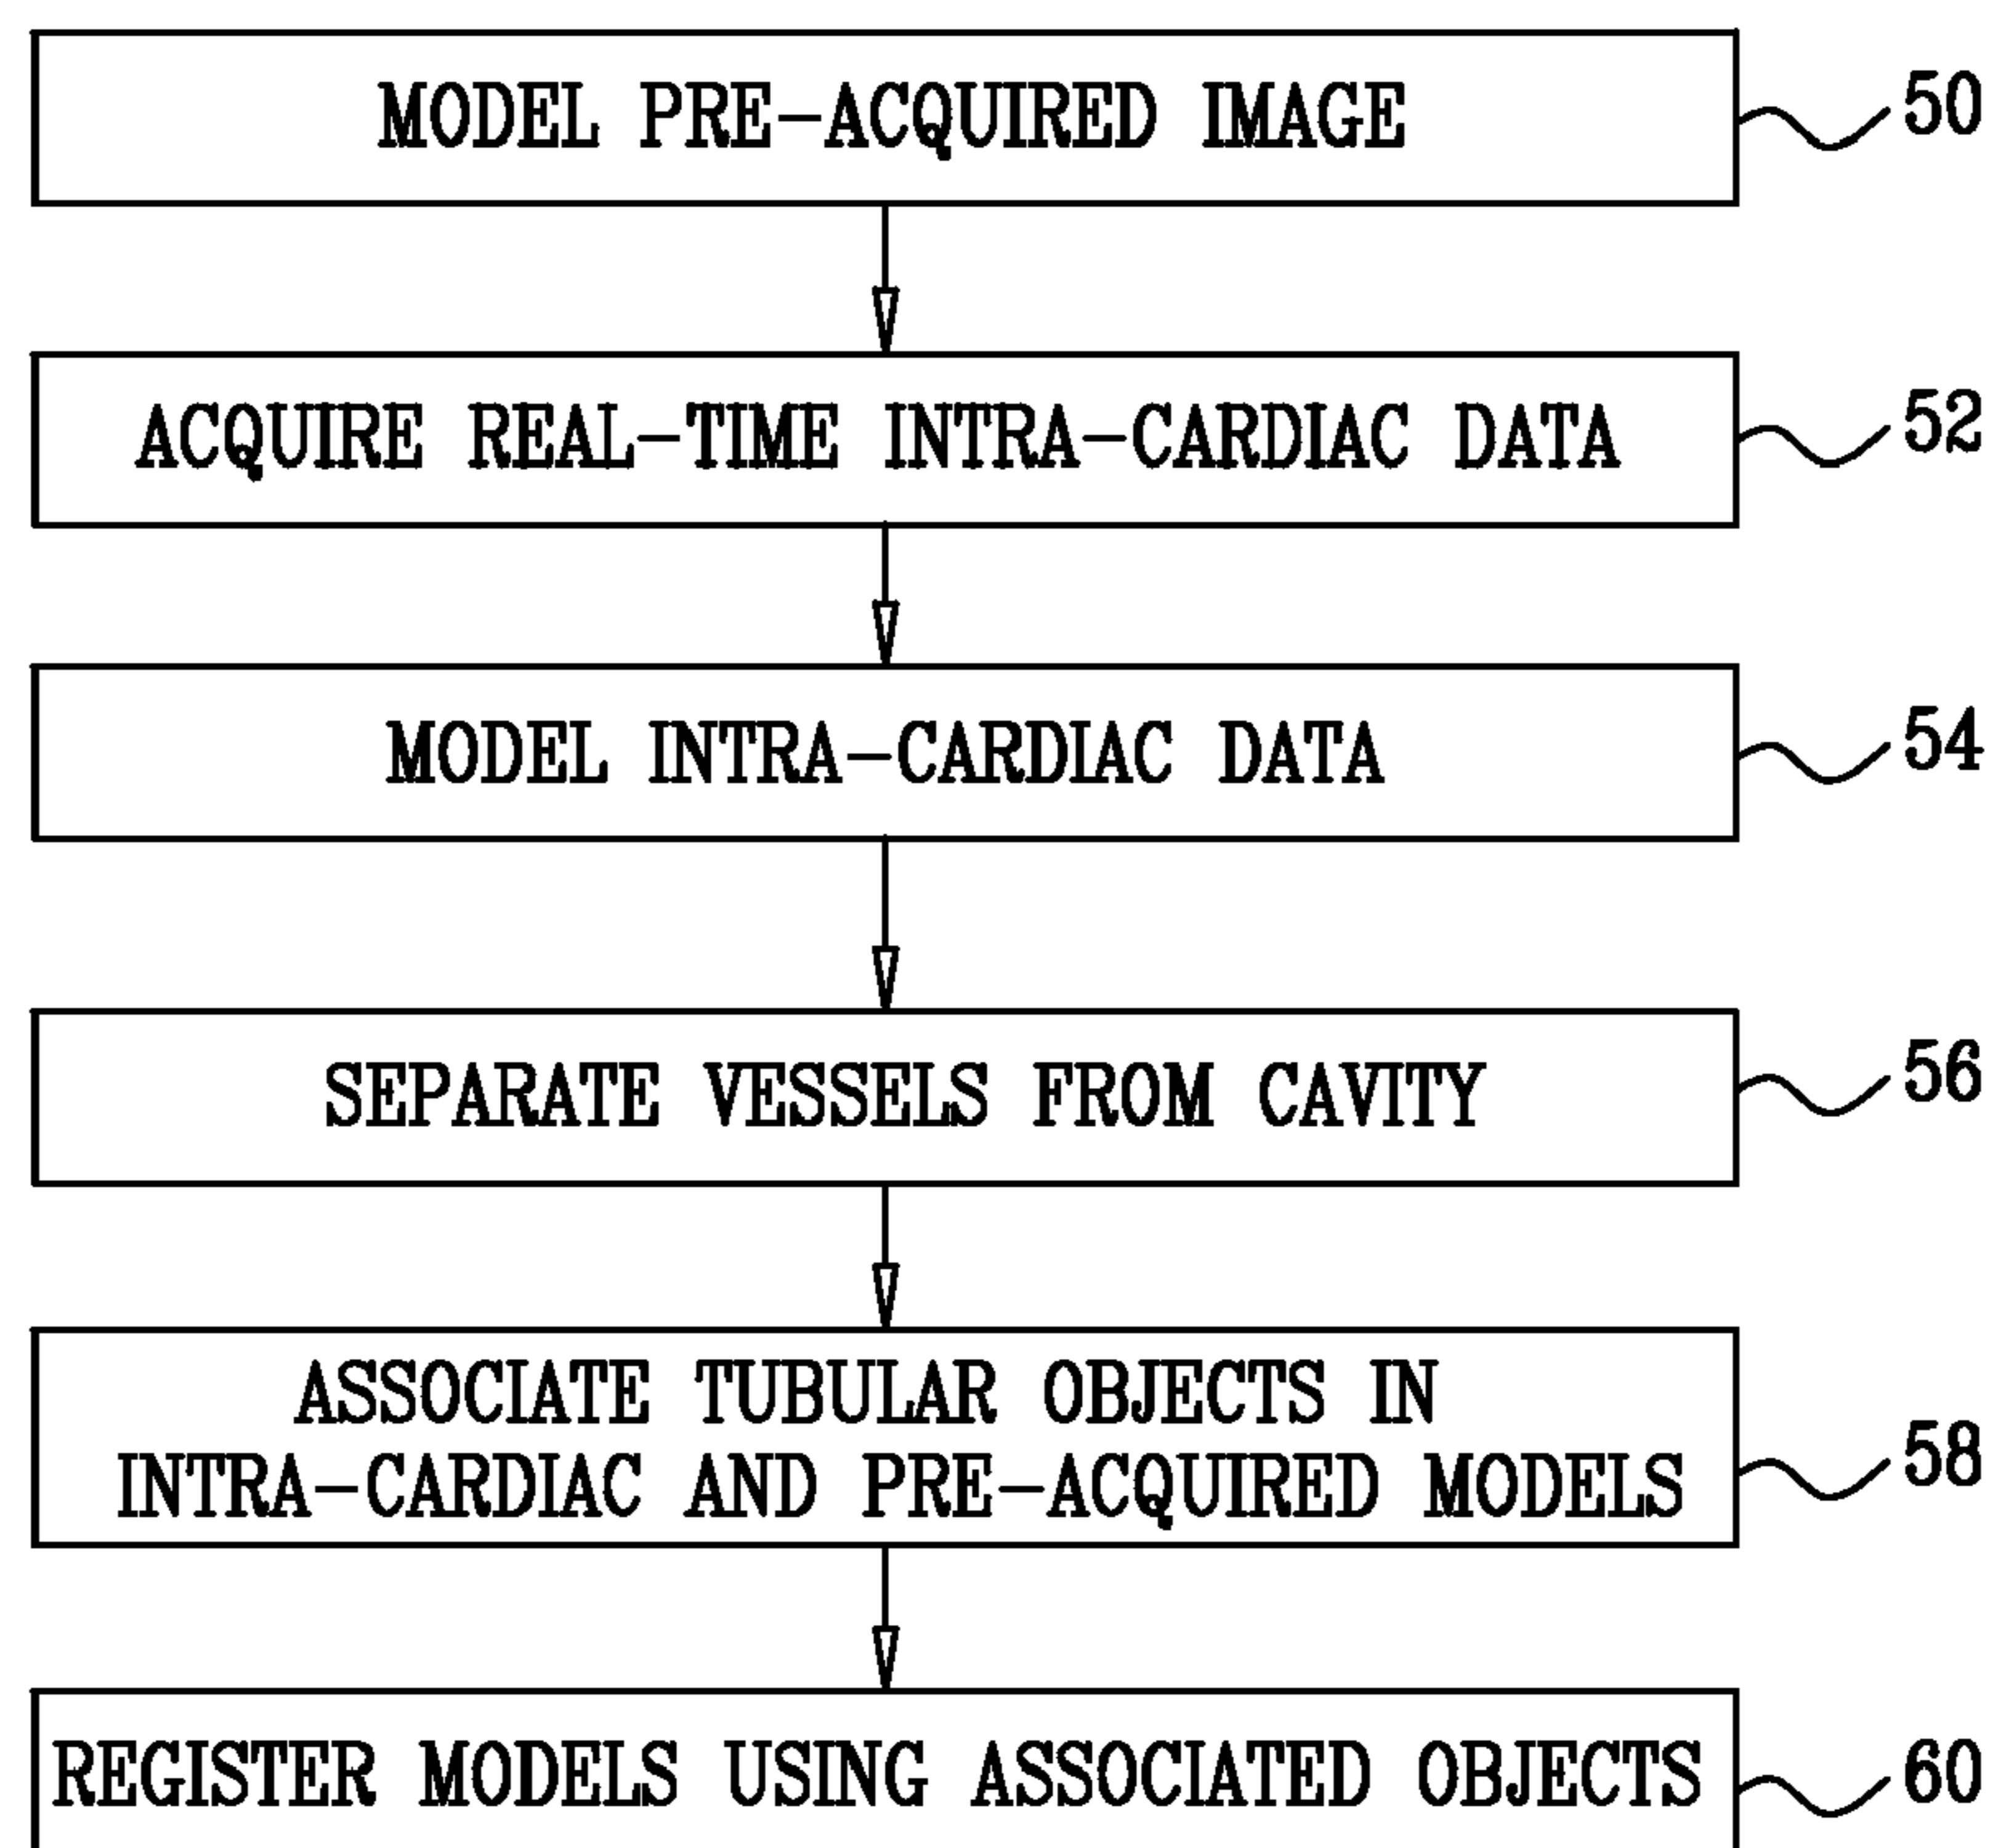 MODEL PRE-ACQUIRED IMAGE 50
ACQUIRE REAL-TIME INTRA-CARDIAC DATA 52
MODEL INTRA-CARDIAC DATA 54
SEPARATE VESSELS FROM CAVITY 56
ASSOCIATE TUBULAR OBJECTS IN
INTRA-CARDIAC AND PRE-ACQUIRED MODELS 58
REGISTER MODELS USING ASSOCIATED OBJECTS 60